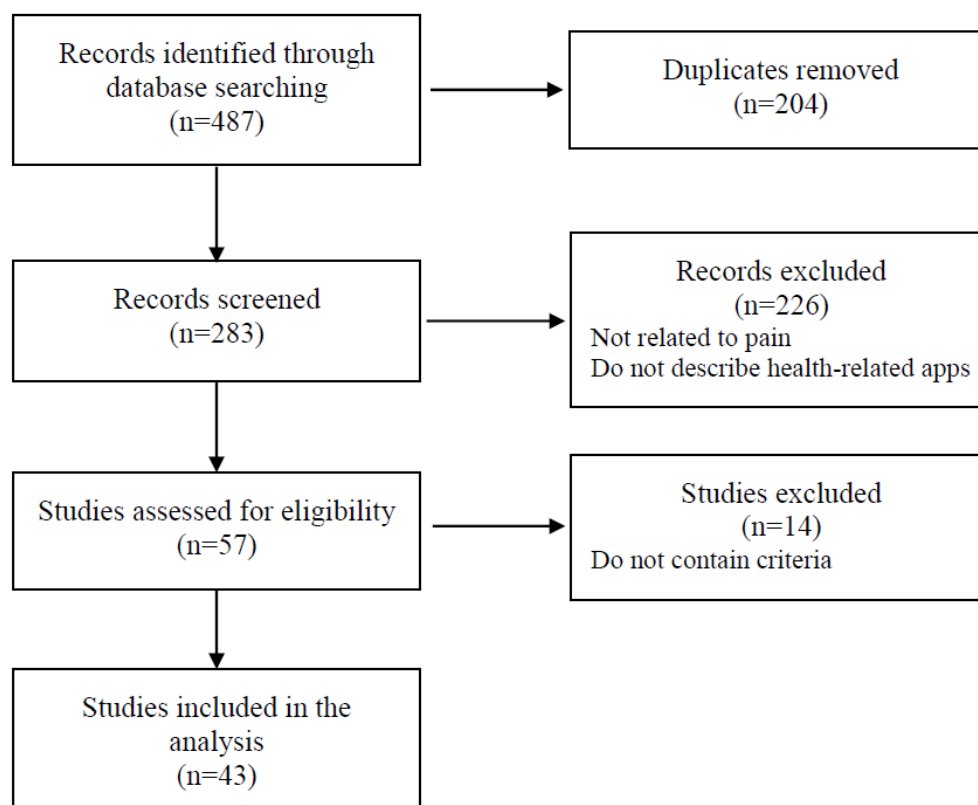 Records identified through
database searching
(n=487)
Duplicates removed
(n=204)
Records screened
(n=283)
Records excluded
(n=226)
Not related to pain
Do not describe health-related apps
Studies assessed for eligibility
(n=57)
Studies excluded
(n=14)
Do not contain criteria
Studies included in the
analysis
(n=43)